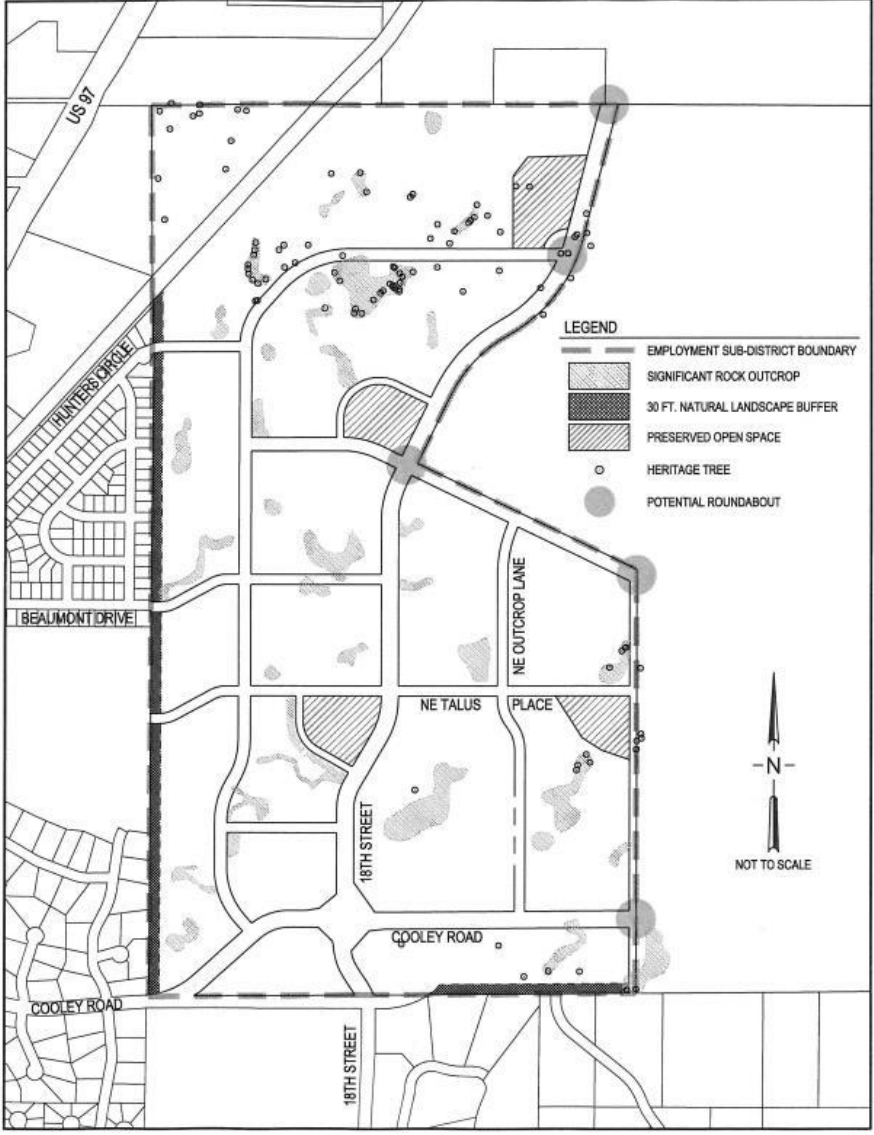 US 97
LEGEND
EMPLOYMENT SUB-DISTRICT BOUNDARY
SIGNIFICANT ROCK OUTCROP
30 FT. NATURAL LANDSCAPE BUFFER
PRESERVED OPEN SPACE
HERITAGE TREE
POTENTIAL ROUNDABOUT
HUNTERS CIRCLE
BEAUMONT DRIVE
NE OUTCROP LANE
NE TALUS PLACE
-N-
NOT TO SCALE
18TH STREET
COOLEY ROAD
COOLEY ROAD
18TH STREET